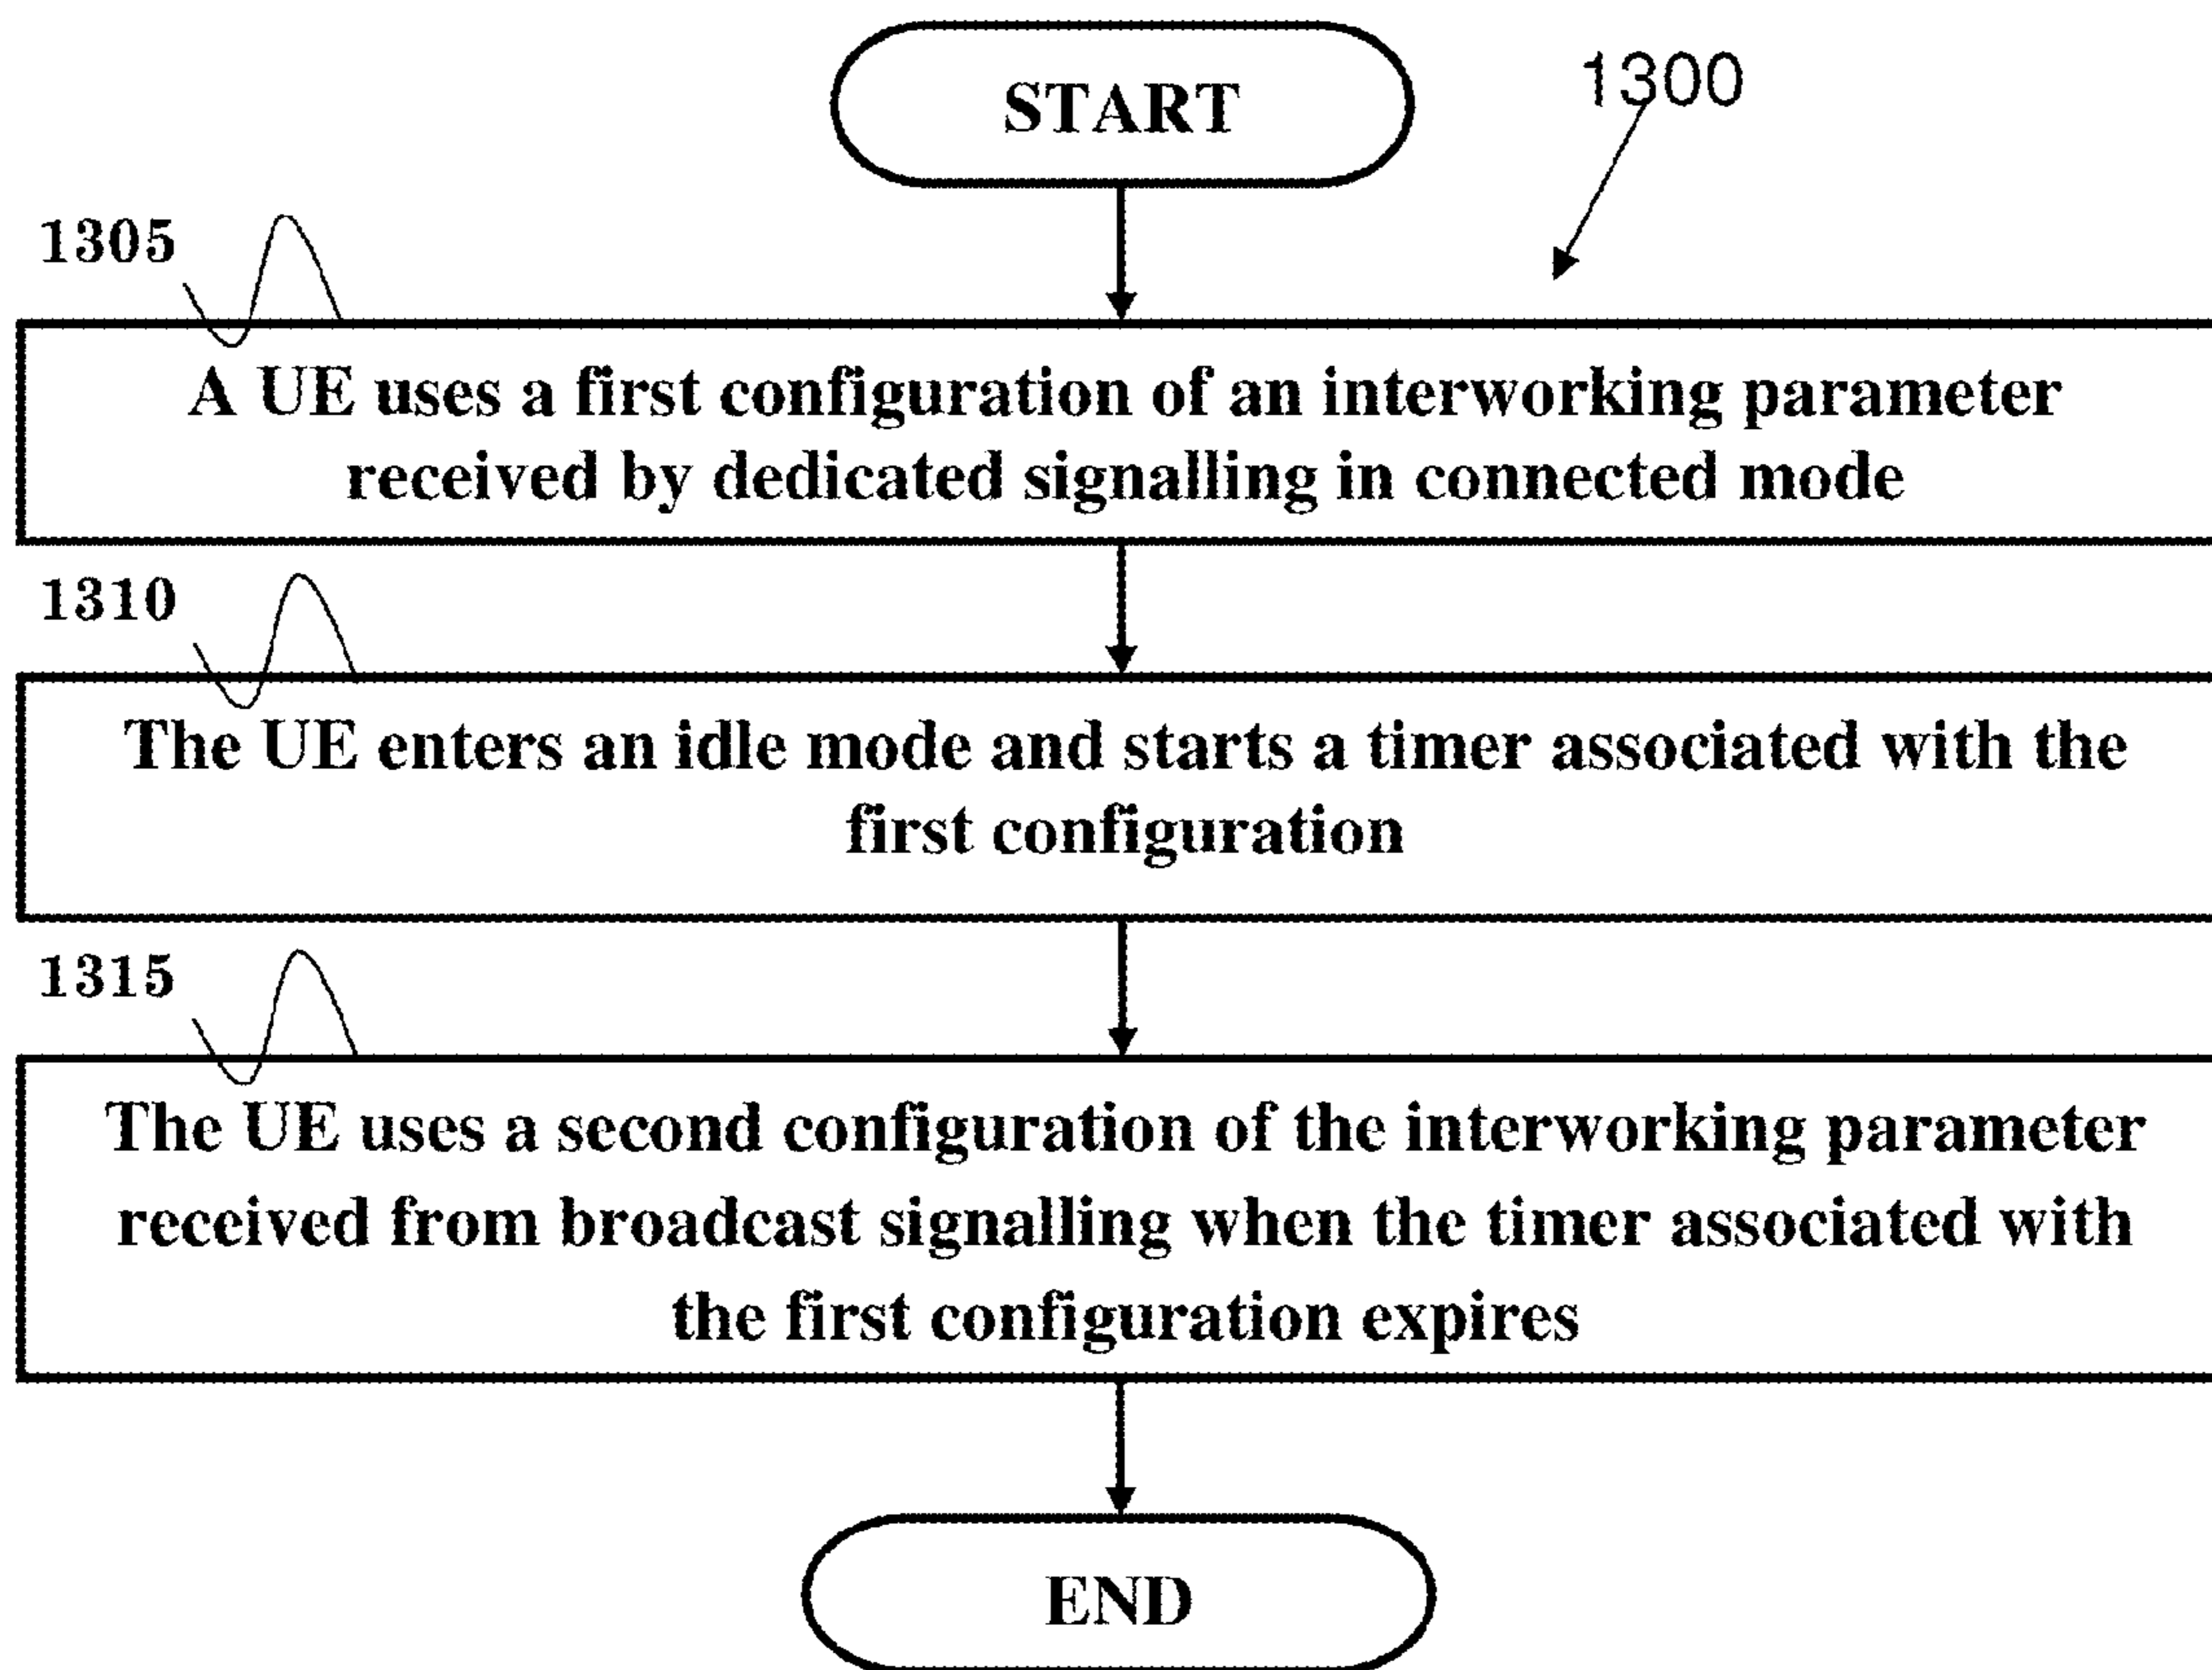 START
1300
1305
A UE uses a first configuration of an interworking parameter
received by dedicated signalling in connected mode
1310
The UE enters an idle mode and starts a timer associated with the
first configuration
1315
The UE uses a second configuration of the interworking parameter
received from broadcast signalling when the timer associated with
the first configuration expires
END